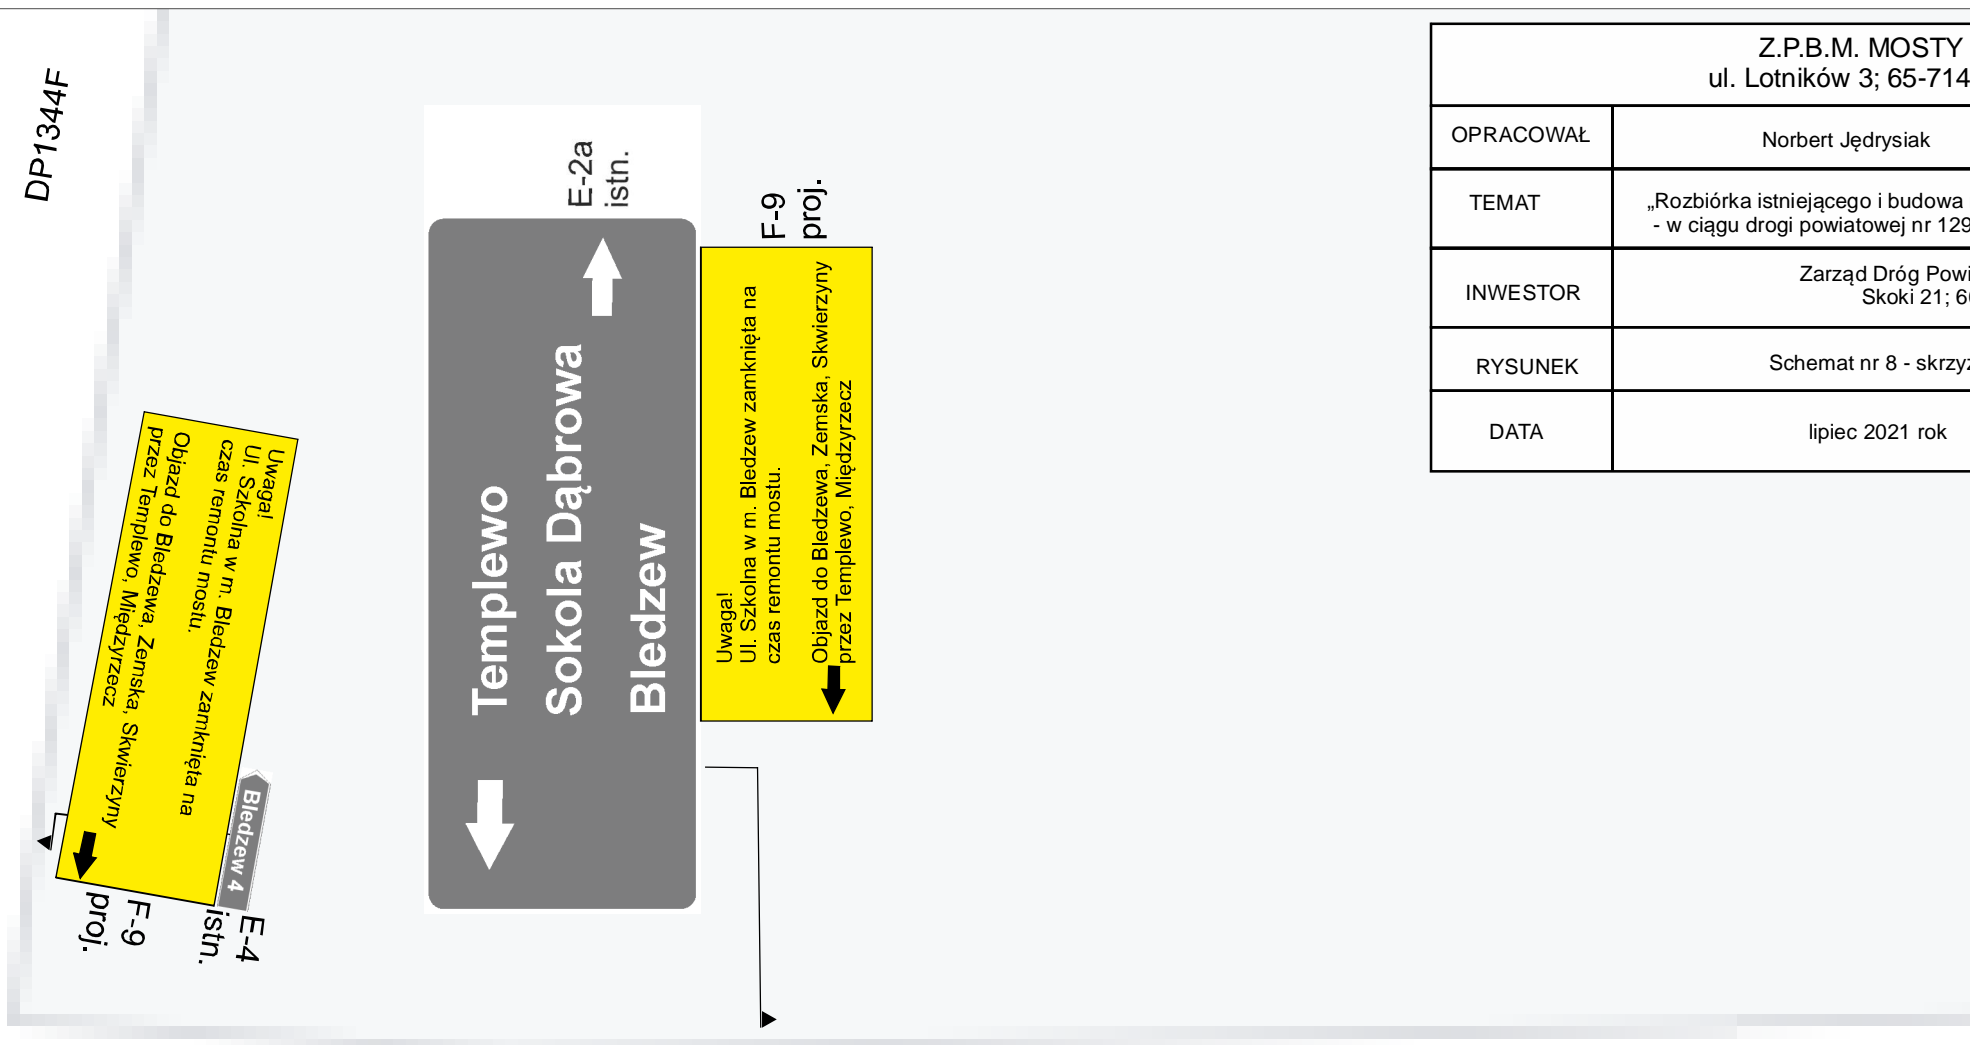 DP1344F
E-2a
istn.
Templewo
Sokola Dąbrowa
Bledzew
F-9
proj.
Uwaga!
Ul. Szkolna w m. Bledzew zamknięta na
czas remontu mostu.
Objazd do Bledzewa, Zemska, Skwierzyny
przez Templewo, Międzyrzecz
Uwaga!
Ul. Szkolna w m. Bledzew zamknięta na
czas remontu mostu.
Objazd do Bledzewa, Zemska, Skwierzyny
przez Templewo, Międzyrzecz
Bledzew 4
E-4
istn.
F-9
proj.
Z.P.B.M. MOSTY
ul. Lotników 3; 65-714
OPRACOWAŁ
Norbert Jędrysiak
TEMAT
„Rozbiórka istniejącego i budowa
- w ciągu drogi powiatowej nr 129
INWESTOR
Zarząd Dróg Powi
Skoki 21; 6
RYSUNEK
Schemat nr 8 - skrzyż
DATA
lipiec 2021 rok